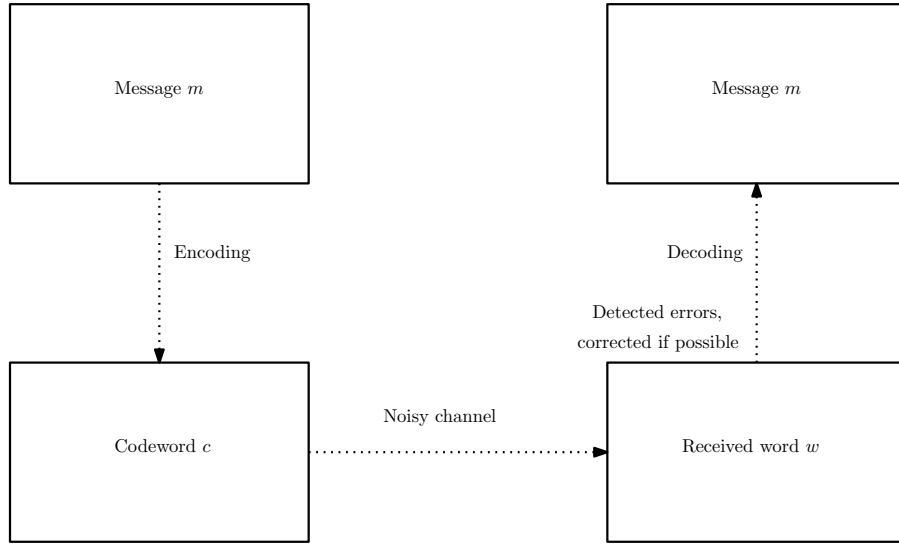 Message m
Message m
Encoding
Decoding
Detected errors,
corrected if possible
Noisy channel
Codeword c
Received word w